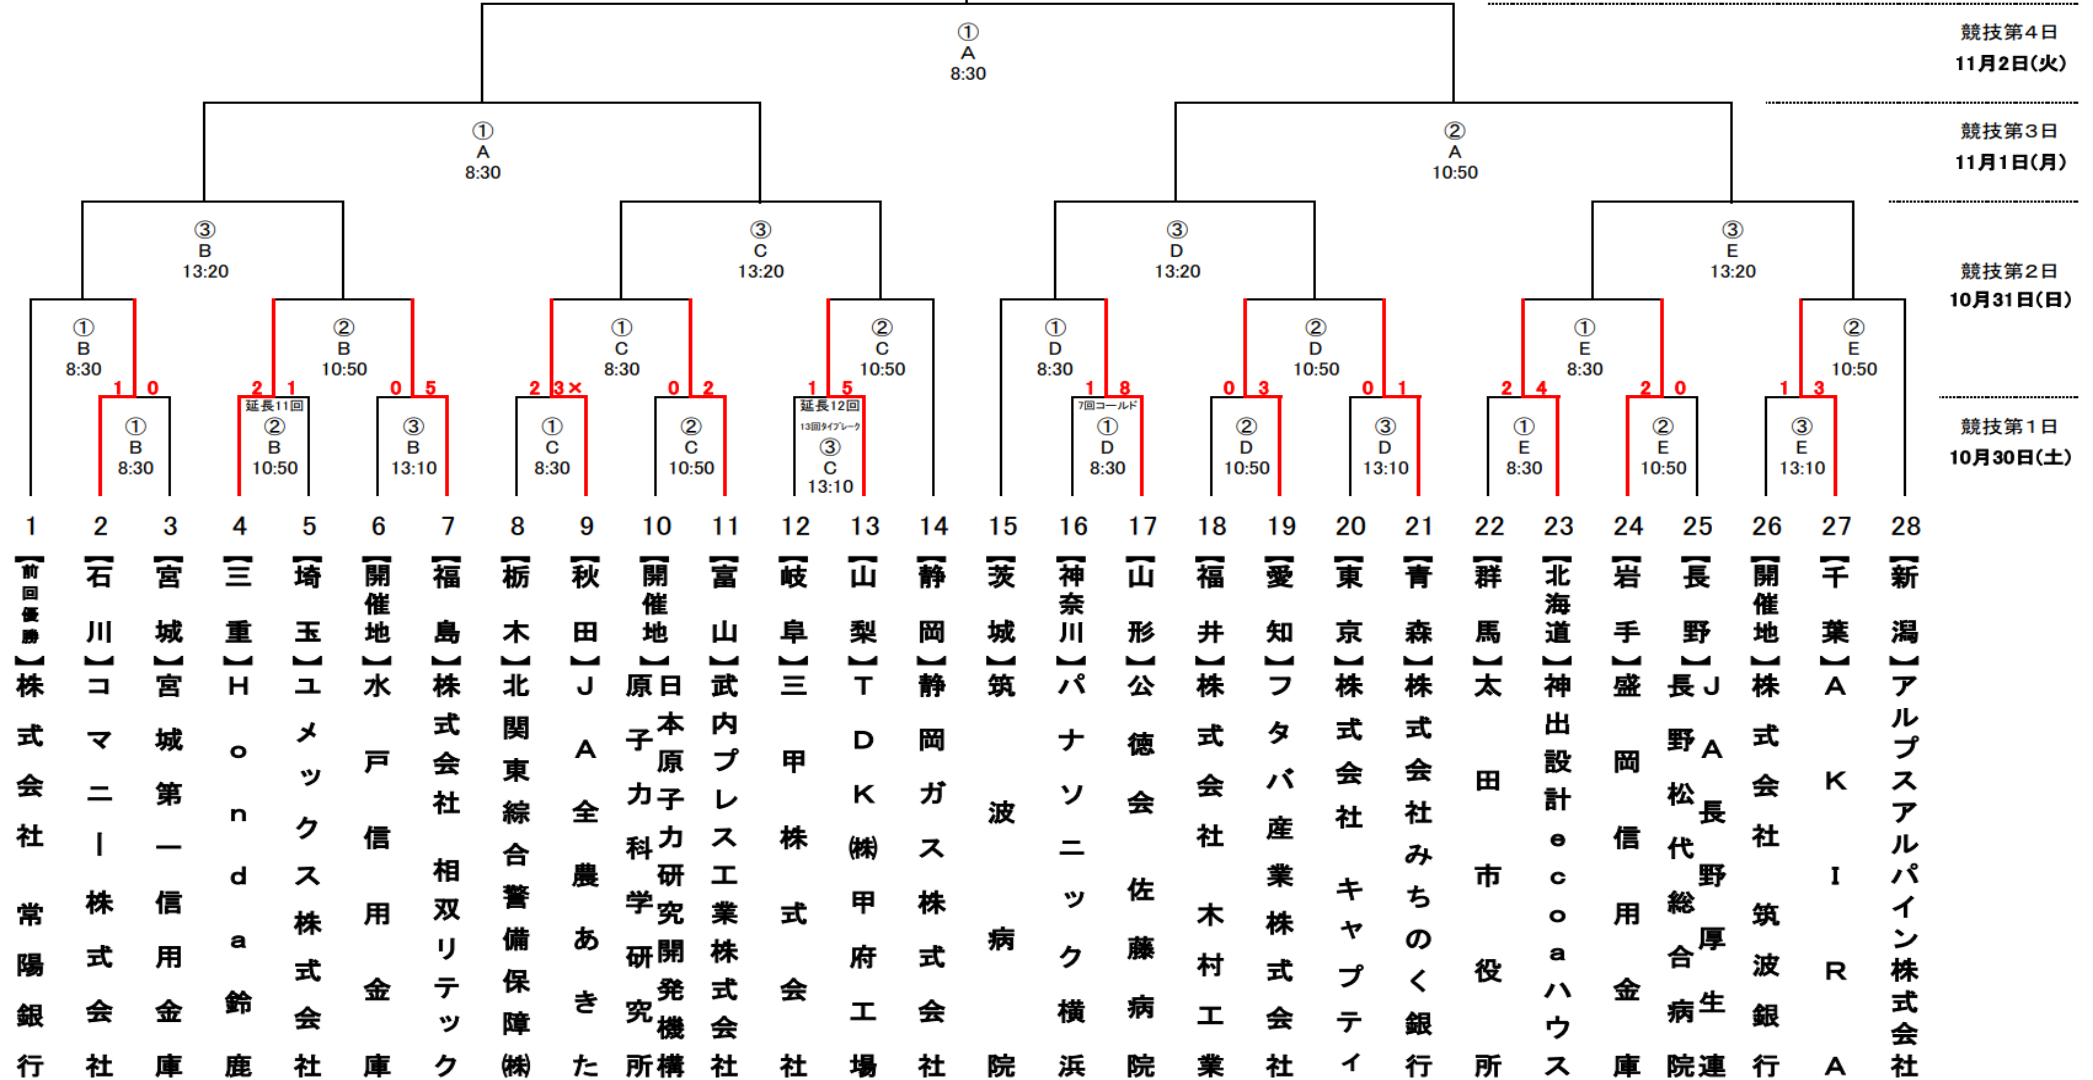 ①
A
8:30
競技第4日
11月2日(火)
①
A
8:30
②
A
10:50
競技第3日
11月1日(月)
③
B
13:20
③
C
13:20
③
D
13:20
③
E
13:20
競技第2日
10月31日(日)
①
B
8:30
②
B
10:50
①
C
8:30
②
C
10:50
①
D
8:30
②
D
10:50
①
E
8:30
②
E
10:50
1 0
2 1
0 5
2 3×
0 2
1 5
1 8
0 3
0 1
2 4
2 0
1 3
競技第1日
10月30日(土)
①
B
8:30
延長11回
②
B
10:50
③
B
13:10
①
C
8:30
②
C
10:50
延長12回
13回タイブレーク
③
C
13:10
7回コールド
①
D
8:30
②
D
10:50
③
D
13:10
①
E
8:30
②
E
10:50
③
E
13:10
1
【前回優勝】株式会社 常陽銀行
2
【石川】コマニー株式会社
3
【宮城】宮城第一信用金庫
4
【三重】Honda鈴鹿
5
【埼玉】ユメックス株式会社
6
【開催地】水戸信用金庫
7
【福島】株式会社 相双リテック
8
【栃木】北関東綜合警備保障㈱
9
【秋田】JA全農あきた
10
【開催地】日本原子力研究開発機構
原子力科学研究所
11
【富山】武内プレス工業株式会社
12
【岐阜】三甲株式会社
13
【山梨】TDK㈱甲府工場
14
【静岡】静岡ガス株式会社
15
【茨城】筑波病院
16
【神奈川】パナソニック横浜
17
【山形】公徳会 佐藤病院
18
【福井】株式会社 木村工業
19
【愛知】フタバ産業株式会社
20
【東京】株式会社 キャプティ
21
【青森】株式会社みちのく銀行
22
【群馬】太田市役所
23
【北海道】神出設計ecoaハウス
24
【岩手】盛岡信用金庫
25
【長野】JA長野厚生連
長野松代総合病院
26
【開催地】株式会社 筑波銀行
27
【千葉】AKIRA
28
【新潟】アルプスアルパイン株式会社